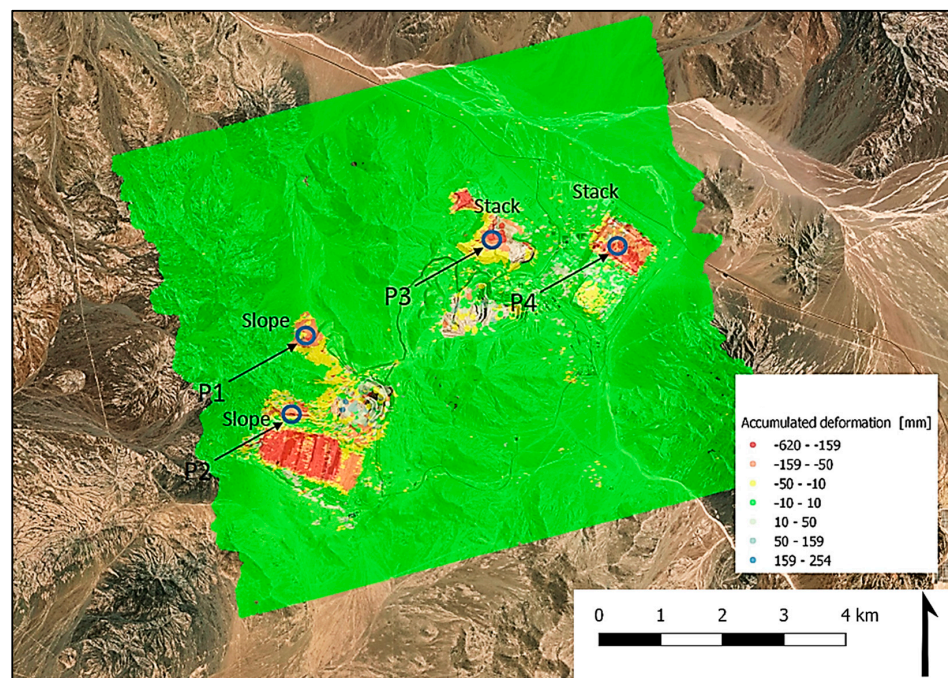 Stack
Stack
P3
P4
Slope
P1
Slope
P2
Accumulated deformation [mm]
-620 - -159
-159 - -50
-50 - -10
-10 - 10
10 - 50
50 - 159
159 - 254
0 1 2 3 4 km